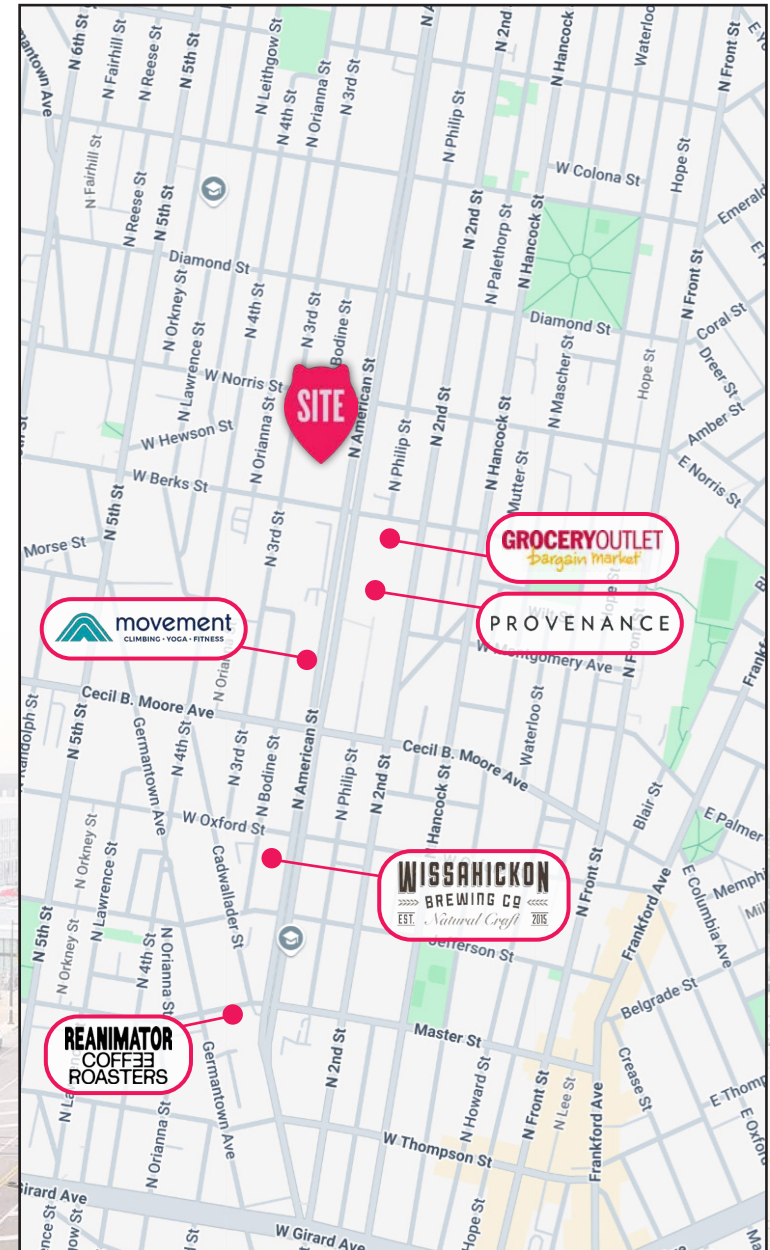 N 6th St
N Fairhill St
N Reese St
N 5th St
N Leithgow St
N 4th St
N Orianna St
N 3rd St
N 2nd
N Hancock
N Front St
N Philip St
Hope St
W Colona St
N Fairhill St
N Reese St
N 5th St
N 2nd St
N Palethorp St
N Hancock St
Diamond St
N Front St
Coral St
N Orkney St
N 4th St
N 3rd St
Bodine St
Diamond St
N Lawrence St
W Norris St
SITE
N American St
N Mascher St
Hope St
Dreer St
Amber St
W Hewson St
N Orianna St
N Philip St
N 2nd St
N Hancock St
Mutter St
E Norris St
W Berks St
N 5th St
Morse St
N 3rd St
GROCERYOUTLET
bargain market
PROVENANCE
movement
CLIMBING • YOGA • FITNESS
W Montgomery Ave
Cecil B. Moore Ave
N 5th St
Germantown Ave
N 4th St
N 3rd St
N Bodine St
N American St
N Philip St
N 2nd St
Cecil B. Moore Ave
Waterloo St
N Hancock St
Blair St
E Palmer
W Oxford St
N Orkney St
N Lawrence St
Cadwallader St
WISSAHICKON
BREWING CO
EST. Natural Craft 2015
N Front St
Frankford Ave
E Columbia Ave
N 5th St
N Orkney St
N 4th St
N Orianna St
Jefferson St
Belgrade St
REANIMATOR
COFFEE
ROASTERS
Germantown Ave
N 2nd St
Master St
N Howard St
N Front St
N Lee St
Crease St
Frankford Ave
N Orianna St
W Thompson St
Hope St
Girard Ave
W Girard Ave